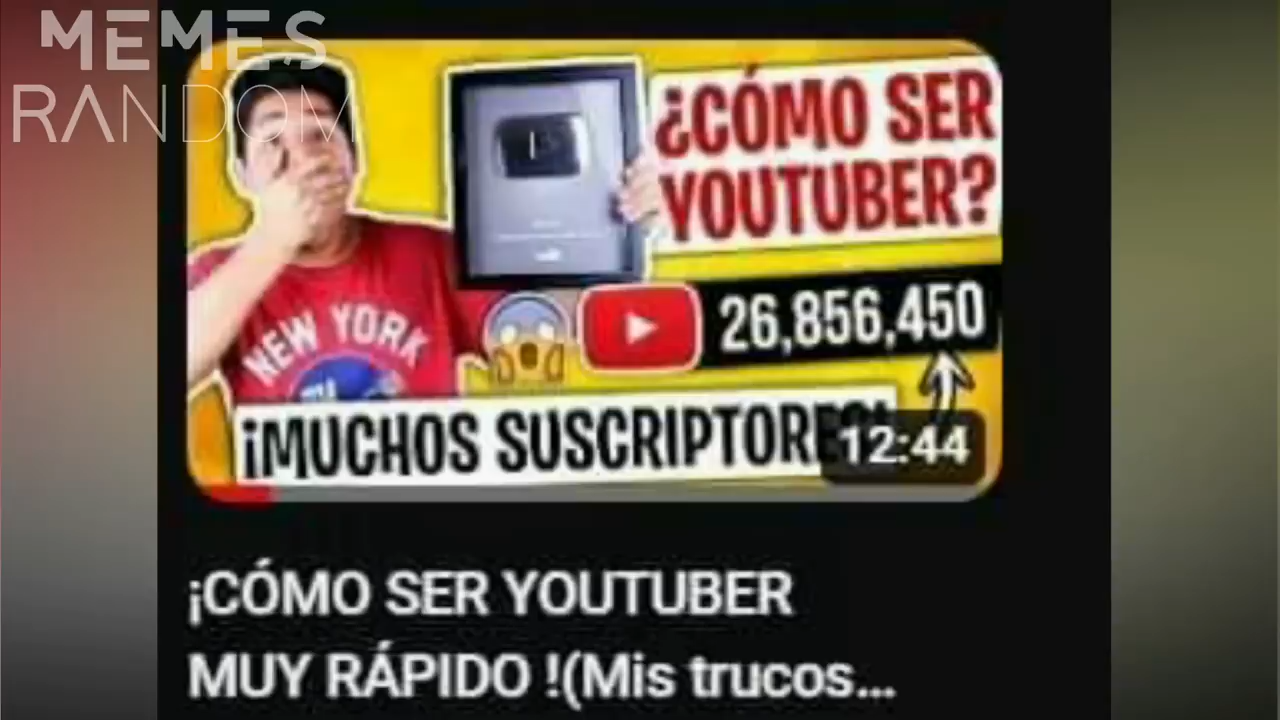 MEMES
RANDOM
¿CÓMO SER
YOUTUBER?
NEW YORK
26,856,450
¡MUCHOS SUSCRIPTORES!
12:44
¡CÓMO SER YOUTUBER
MUY RÁPIDO !(Mis trucos...